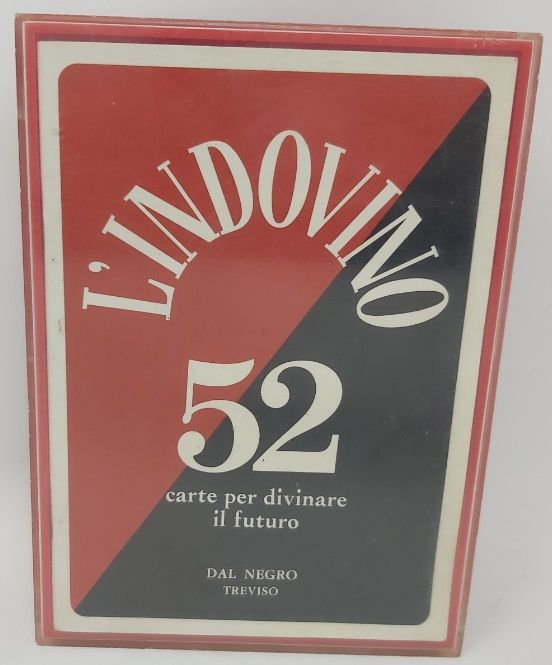 L'INDOVINO
52
carte per divinare
il futuro
DAL NEGRO
TREVISO